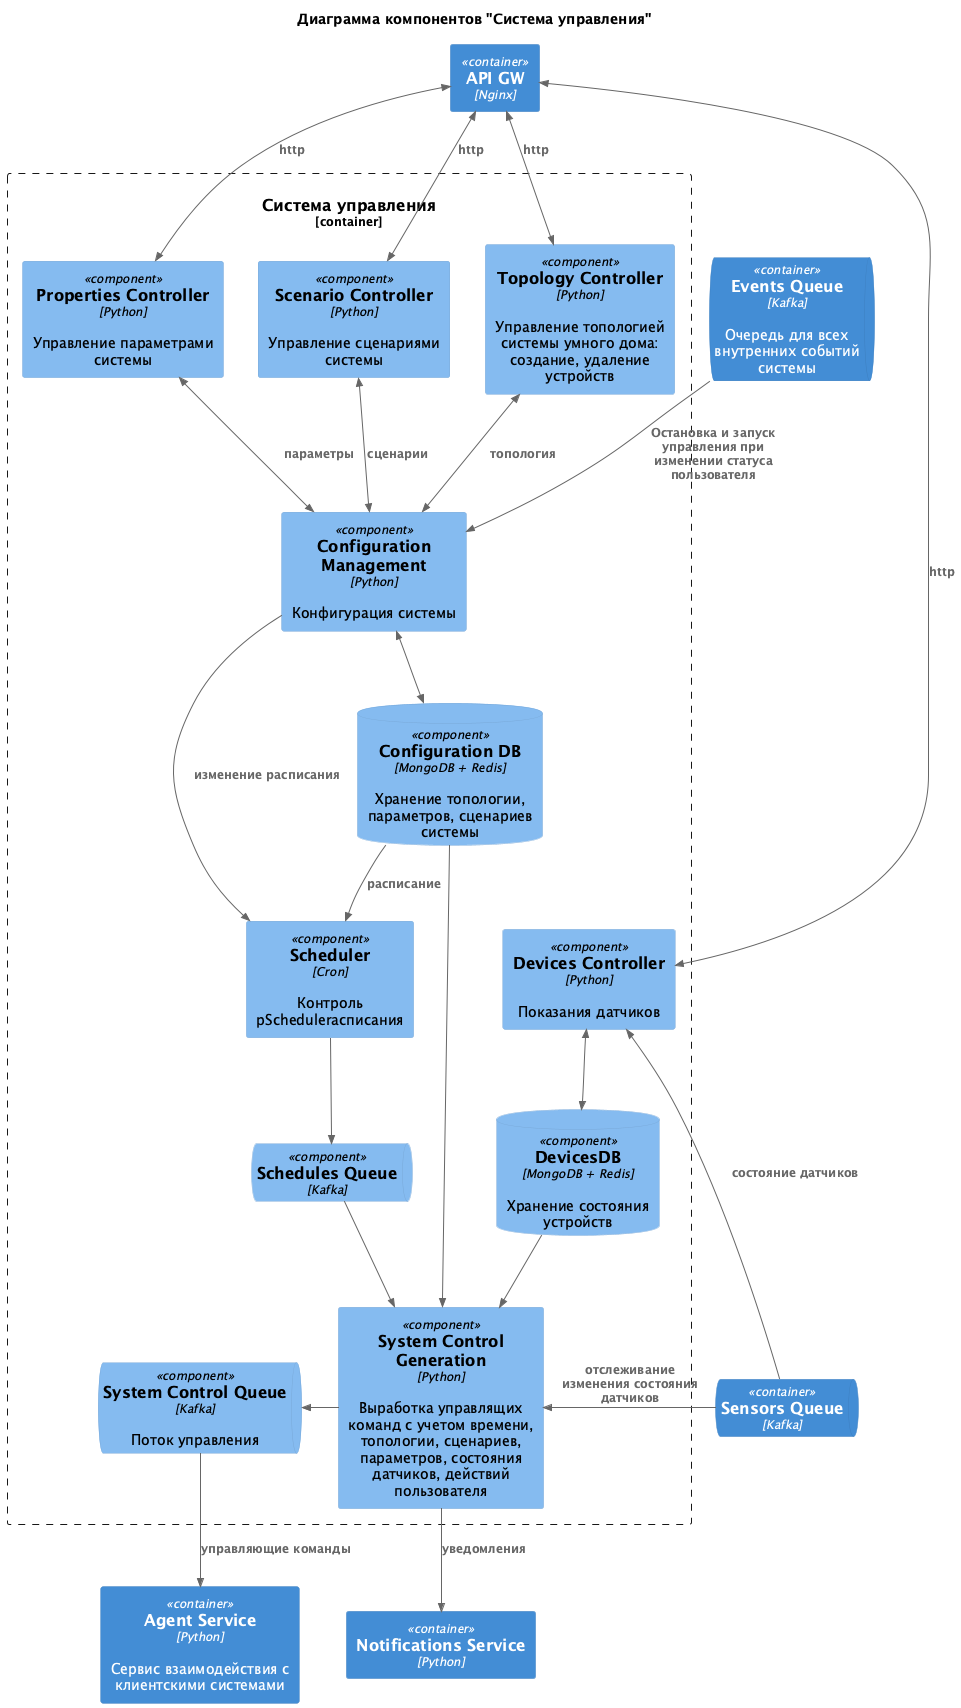 Диаграмма компонентов "Система управления"
«container»
API GW
[Nginx]
http
http
http
Система управления
[container]
«component»
Properties Controller
[Python]
Управление параметрами
системы
«component»
Scenario Controller
[Python]
Управление сценариями
системы
«component»
Topology Controller
[Python]
Управление топологией
системы умного дома:
создание, удаление
устройств
«container»
Events Queue
[Kafka]
Очередь для всех
внутренних событий
системы
параметры
сценарии
топология
Остановка и запуск
управления при
изменении статуса
пользователя
«component»
Configuration
Management
[Python]
Конфигурация системы
http
«component»
Configuration DB
[MongoDB + Redis]
Хранение топологии,
параметров, сценариев
системы
изменение расписания
расписание
«component»
Scheduler
[Cron]
Контроль
pSchedulerасписания
«component»
Devices Controller
[Python]
Показания датчиков
«component»
Schedules Queue
[Kafka]
«component»
DevicesDB
[MongoDB + Redis]
Хранение состояния
устройств
состояние датчиков
«component»
System Control
Generation
[Python]
Выработка управлящих
команд с учетом времени,
топологии, сценариев,
параметров, состояния
датчиков, действий
пользователя
«component»
System Control Queue
[Kafka]
Поток управления
отслеживание
изменения состояния
датчиков
«container»
Sensors Queue
[Kafka]
управляющие команды
уведомления
«container»
Agent Service
[Python]
Сервис взаимодействия с
клиентскими системами
«container»
Notifications Service
[Python]